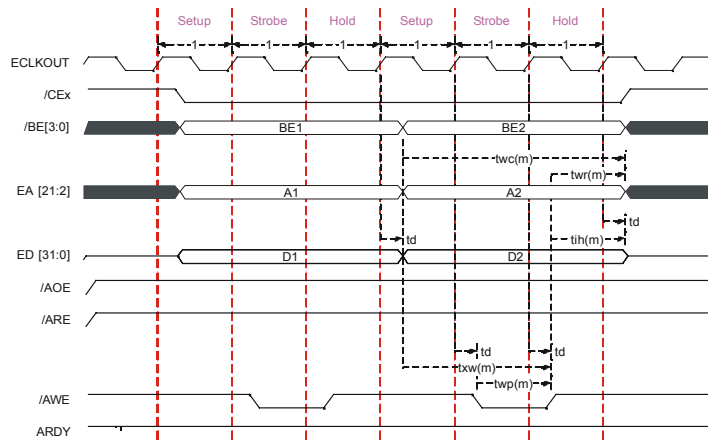 Setup Strobe Hold Setup Strobe Hold
1 1 1 1 1 1
ECLKOUT
/CEx
/BE[3:0] BE1 BE2
twc(m)
twr(m)
EA [21:2] A1 A2
td
td tih(m)
ED [31:0] D1 D2
/AOE
/ARE
td td
txw(m)
twp(m)
/AWE
ARDY